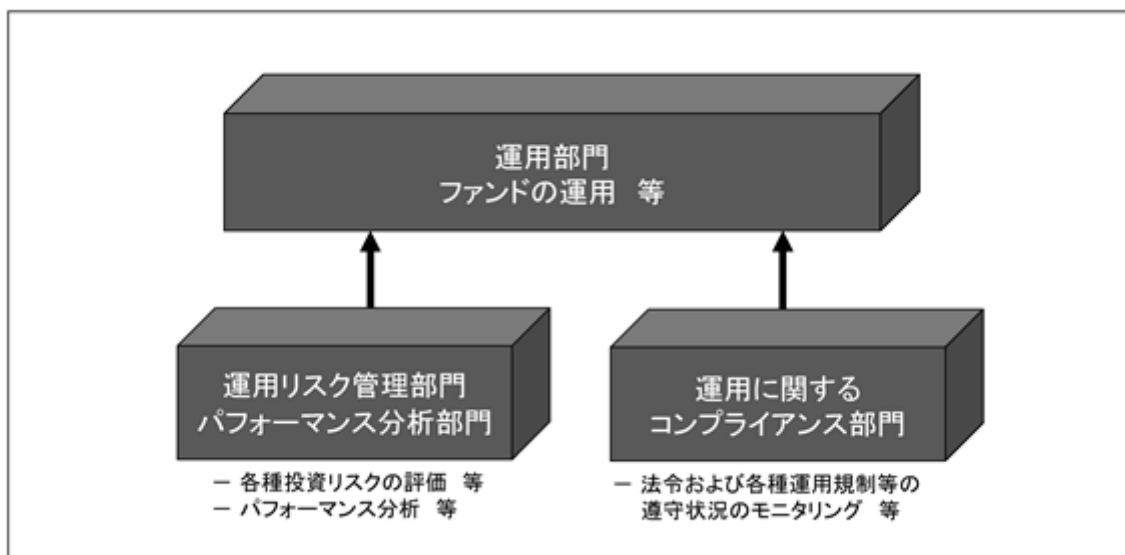 運用部門
ファンドの運用　等
運用リスク管理部門
パフォーマンス分析部門
運用に関する
コンプライアンス部門
－ 各種投資リスクの評価　等
－ パフォーマンス分析　等
－ 法令および各種運用規制等の
遵守状況のモニタリング　等